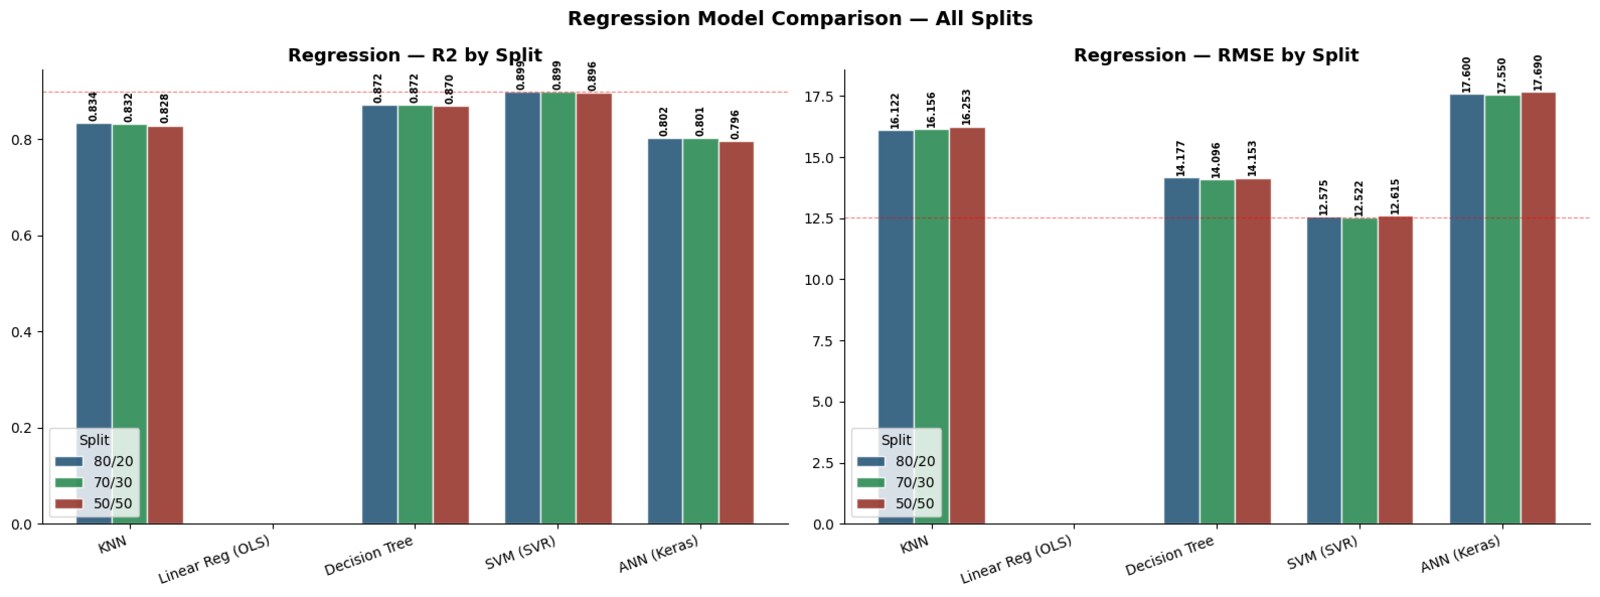 Regression Model Comparison — All Splits
Regression — R2 by Split
0.834
0.832
0.828
0.872
0.872
0.870
0.899
0.899
0.896
0.802
0.801
0.796
0.8
0.6
0.4
0.2
0.0
Split
80/20
70/30
50/50
KNN
Linear Reg (OLS)
Decision Tree
SVM (SVR)
ANN (Keras)
Regression — RMSE by Split
16.122
16.156
16.253
14.177
14.096
14.153
12.575
12.522
12.615
17.600
17.550
17.690
17.5
15.0
12.5
10.0
7.5
5.0
2.5
0.0
Split
80/20
70/30
50/50
KNN
Linear Reg (OLS)
Decision Tree
SVM (SVR)
ANN (Keras)